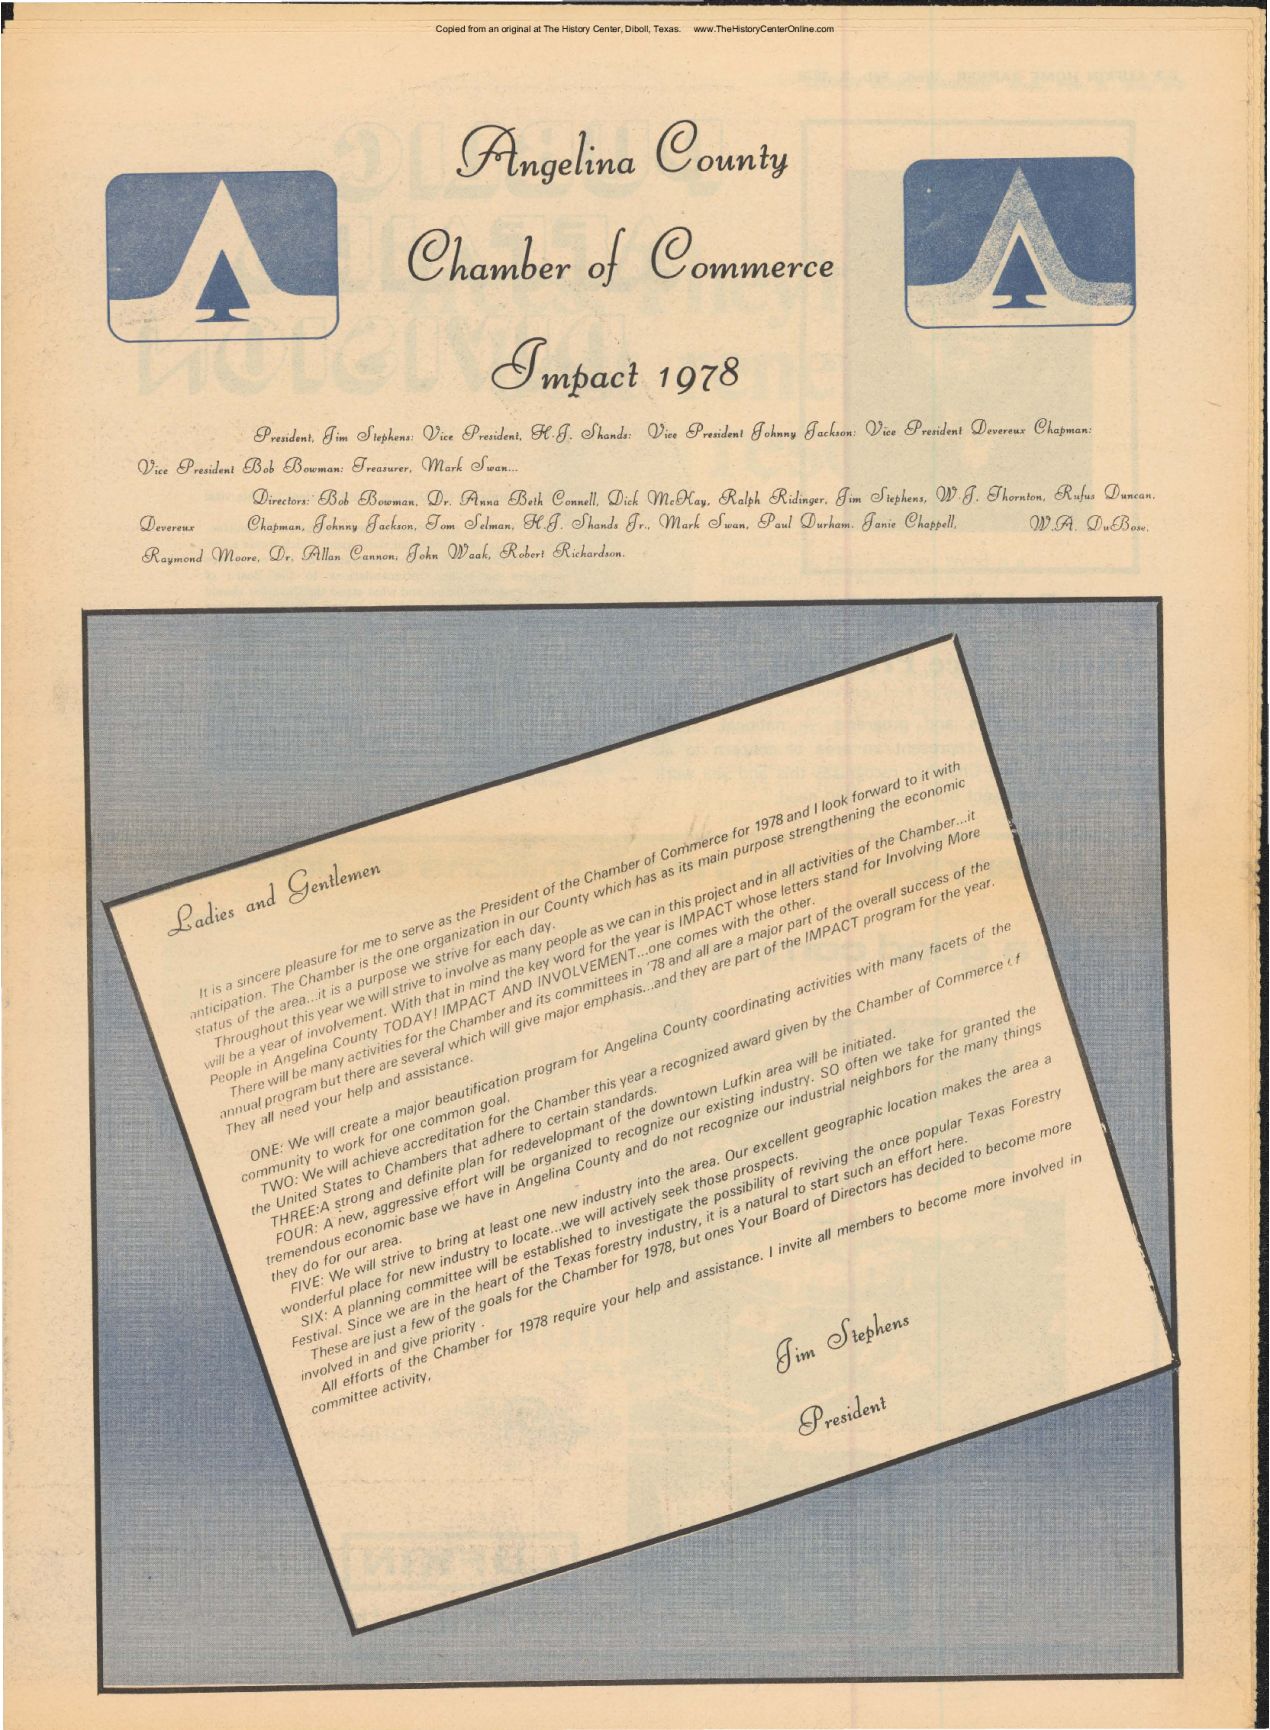 Copied from an original at The History Center, Diboll, Texas. www.TheHistoryCenterOnline.com
Angelina County
Chamber of Commerce
Impact 1978
President, Jim Stephens: Vice President, H.J. Shands: Vice President Johnny Jackson: Vice President Devereux Chapman:
Vice President Bob Bowman: Treasurer, Mark Swan...
Directors: Bob Bowman, Dr. Anna Beth Connell, Dick McHay, Ralph Ridinger, Jim Stephens, W.J. Thornton, Rufus Duncan,
Devereux Chapman, Johnny Jackson, Tom Selman, H.J. Shands Jr., Mark Swan, Paul Durham. Janie Chappell, W.A. DuBose,
Raymond Moore, Dr. Allan Cannon, John Waak, Robert Richardson.
Ladies and Gentlemen
It is a sincere pleasure for me to serve as the President of the Chamber of Commerce for 1978 and I look forward to it with
anticipation. The Chamber is the one organization in our County which has as its main purpose strengthening the economic
status of the area...it is a purpose we strive for each day.
Throughout this year we will strive to involve as many people as we can in this project and in all activities of the Chamber...it
will be a year of involvement. With that in mind the key word for the year is IMPACT whose letters stand for Involving More
People in Angelina County TODAY! IMPACT AND INVOLVEMENT...one comes with the other.
There will be many activities for the Chamber and its committees in '78 and all are a major part of the overall success of the
annual program but there are several which will give major emphasis...and they are part of the IMPACT program for the year.
They all need your help and assistance.
ONE: We will create a major beautification program for Angelina County coordinating activities with many facets of the
community to work for one common goal.
TWO: We will achieve accreditation for the Chamber this year a recognized award given by the Chamber of Commerce of
the United States to Chambers that adhere to certain standards.
THREE:A strong and definite plan for redevelopmant of the downtown Lufkin area will be initiated.
FOUR: A new, aggressive effort will be organized to recognize our existing industry. SO often we take for granted the
tremendous economic base we have in Angelina County and do not recognize our industrial neighbors for the many things
they do for our area.
FIVE: We will strive to bring at least one new industry into the area. Our excellent geographic location makes the area a
wonderful place for new industry to locate...we will actively seek those prospects.
SIX: A planning committee will be established to investigate the possibility of reviving the once popular Texas Forestry
Festival. Since we are in the heart of the Texas forestry industry, it is a natural to start such an effort here.
These are just a few of the goals for the Chamber for 1978, but ones Your Board of Directors has decided to become more
involved in and give priority .
All efforts of the Chamber for 1978 require your help and assistance. I invite all members to become more involved in
committee activity,
Jim Stephens
President